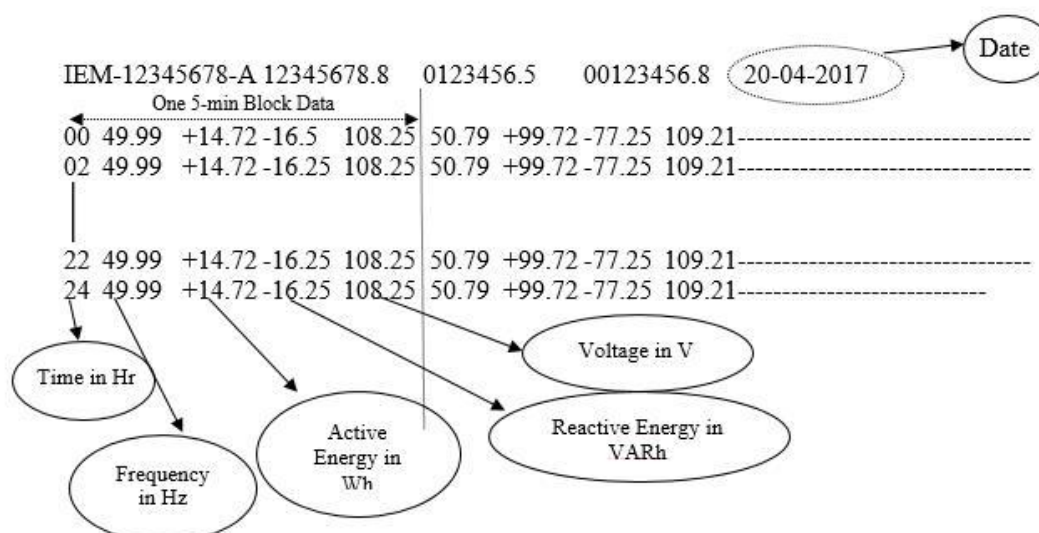 Date
IEM-12345678-A 12345678.8 0123456.5 00123456.8 20-04-2017
One 5-min Block Data
00 49.99 +14.72 -16.5 108.25 50.79 +99.72 -77.25 109.21------------------------------
02 49.99 +14.72 -16.25 108.25 50.79 +99.72 -77.25 109.21------------------------------
22 49.99 +14.72 -16.25 108.25 50.79 +99.72 -77.25 109.21------------------------------
24 49.99 +14.72 -16.25 108.25 50.79 +99.72 -77.25 109.21-------------------------
Voltage in V
Time in Hr
Active
Energy in
Wh
Reactive Energy in
VARh
Frequency
in Hz